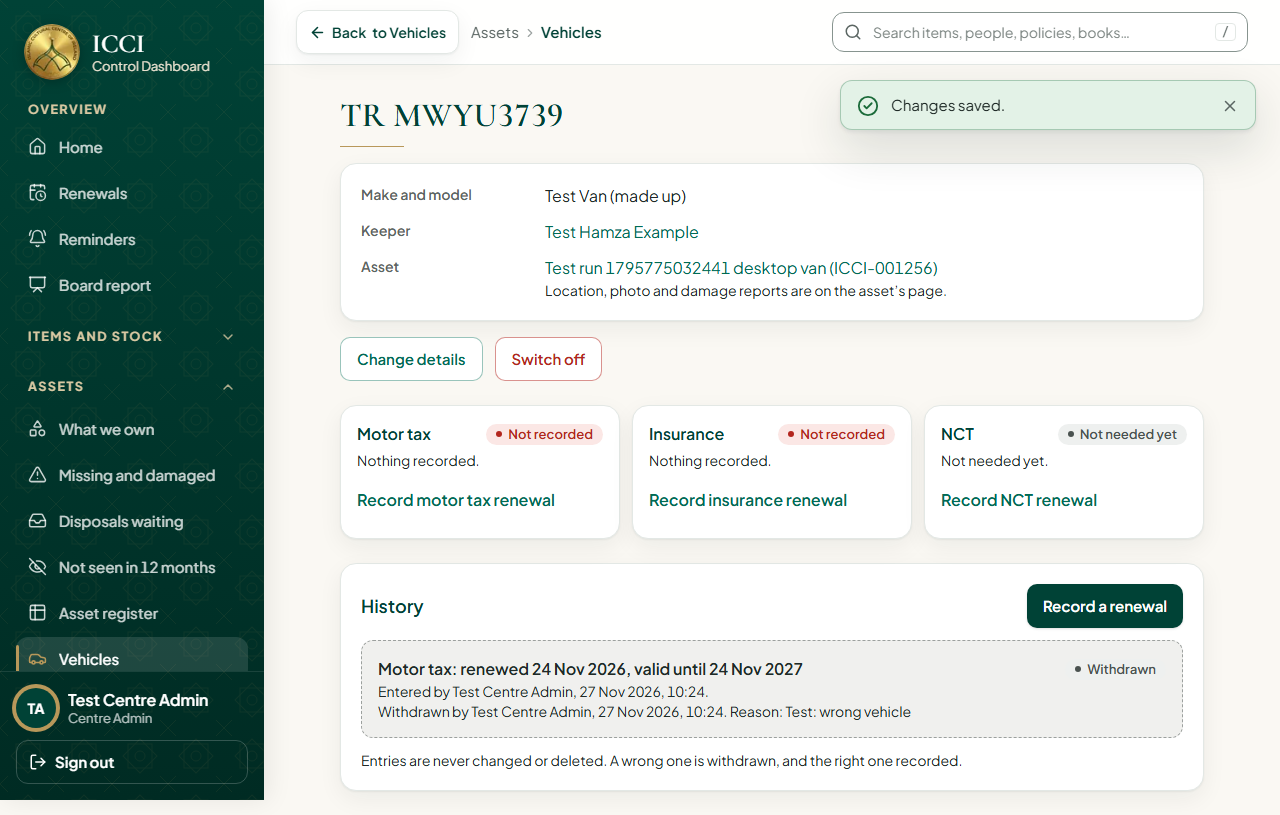 ICCI
Control Dashboard
OVERVIEW
Home
Renewals
Reminders
Board report
ITEMS AND STOCK
ASSETS
What we own
Missing and damaged
Disposals waiting
Not seen in 12 months
Asset register
Vehicles
TA
Test Centre Admin
Centre Admin
Sign out
Back to Vehicles
Assets > Vehicles
Search items, people, policies, books…
/
Changes saved.
TR MWYU3739
Make and model
Test Van (made up)
Keeper
Test Hamza Example
Asset
Test run 1795775032441 desktop van (ICCI-001256)
Location, photo and damage reports are on the asset’s page.
Change details
Switch off
Motor tax
Not recorded
Nothing recorded.
Record motor tax renewal
Insurance
Not recorded
Nothing recorded.
Record insurance renewal
NCT
Not needed yet
Not needed yet.
Record NCT renewal
History
Record a renewal
Motor tax: renewed 24 Nov 2026, valid until 24 Nov 2027
Withdrawn
Entered by Test Centre Admin, 27 Nov 2026, 10:24.
Withdrawn by Test Centre Admin, 27 Nov 2026, 10:24. Reason: Test: wrong vehicle
Entries are never changed or deleted. A wrong one is withdrawn, and the right one recorded.